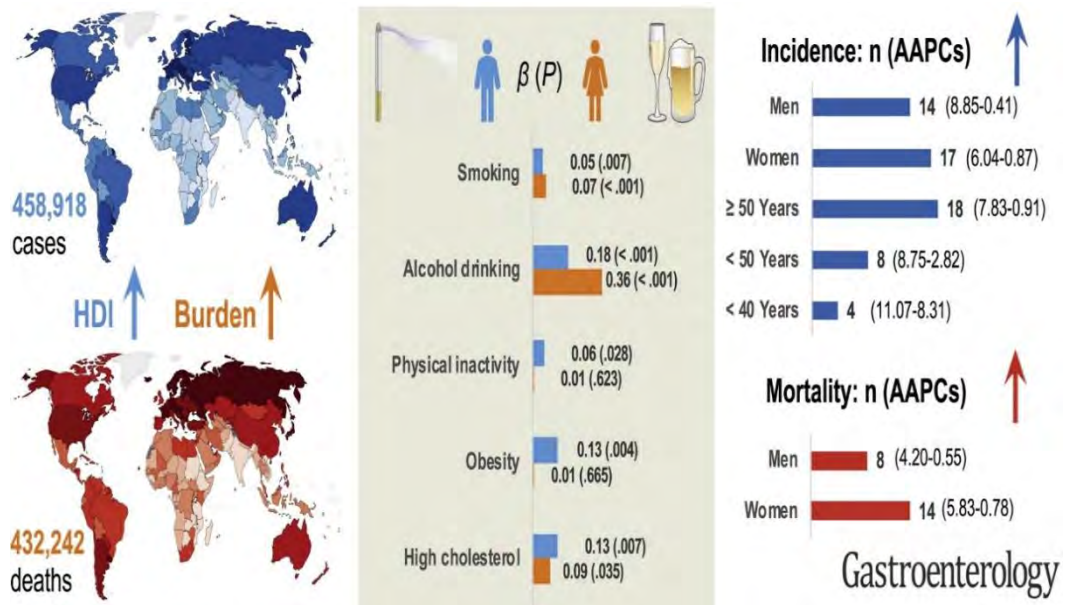 458,918
cases
HDI
Burden
432,242
deaths
β (P)
Smoking
0.05 (.007)
0.07 (< .001)
Alcohol drinking
0.18 (< .001)
0.36 (< .001)
Physical inactivity
0.06 (.028)
0.01 (.623)
Obesity
0.13 (.004)
0.01 (.665)
High cholesterol
0.13 (.007)
0.09 (.035)
Incidence: n (AAPCs)
Men
14 (8.85-0.41)
Women
17 (6.04-0.87)
≥ 50 Years
18 (7.83-0.91)
< 50 Years
8 (8.75-2.82)
< 40 Years
4 (11.07-8.31)
Mortality: n (AAPCs)
Men
8 (4.20-0.55)
Women
14 (5.83-0.78)
Gastroenterology